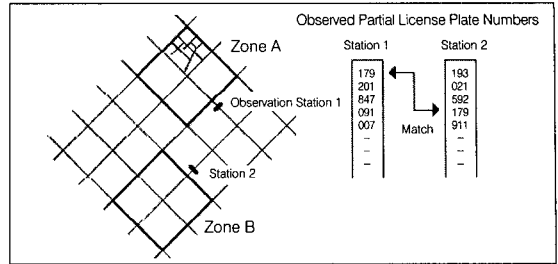 Observed Partial License Plate Numbers
Zone A
Station 1
Station 2
179
201
847
091
007
193
021
592
179
911
Match
Observation Station 1
Station 2
Zone B